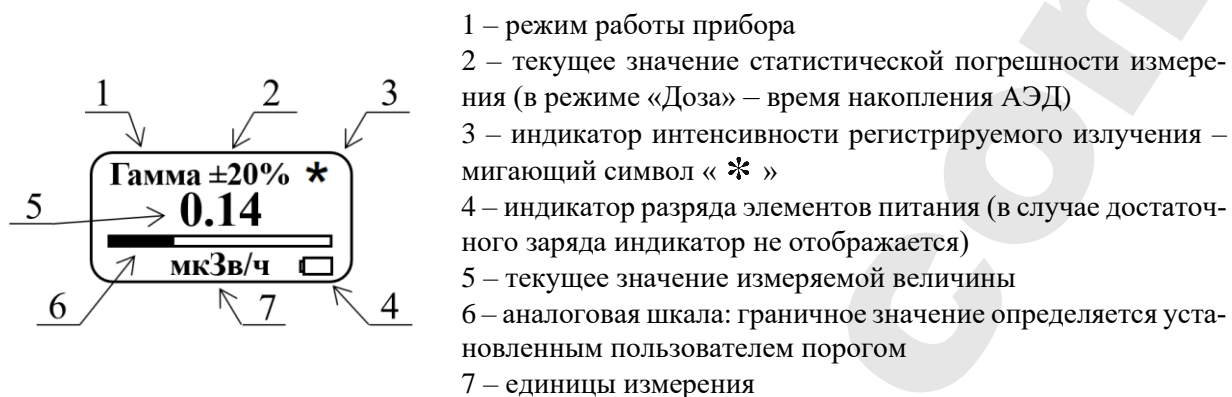 1 – режим работы прибора
2 – текущее значение статистической погрешности измере-
ния (в режиме «Доза» – время накопления АЭД)
3 – индикатор интенсивности регистрируемого излучения –
мигающий символ « * »
4 – индикатор разряда элементов питания (в случае достаточ-
ного заряда индикатор не отображается)
5 – текущее значение измеряемой величины
6 – аналоговая шкала: граничное значение определяется уста-
новленным пользователем порогом
7 – единицы измерения
1 2 3
Гамма ±20% *
5 0.14
мкЗв/ч
6 7 4